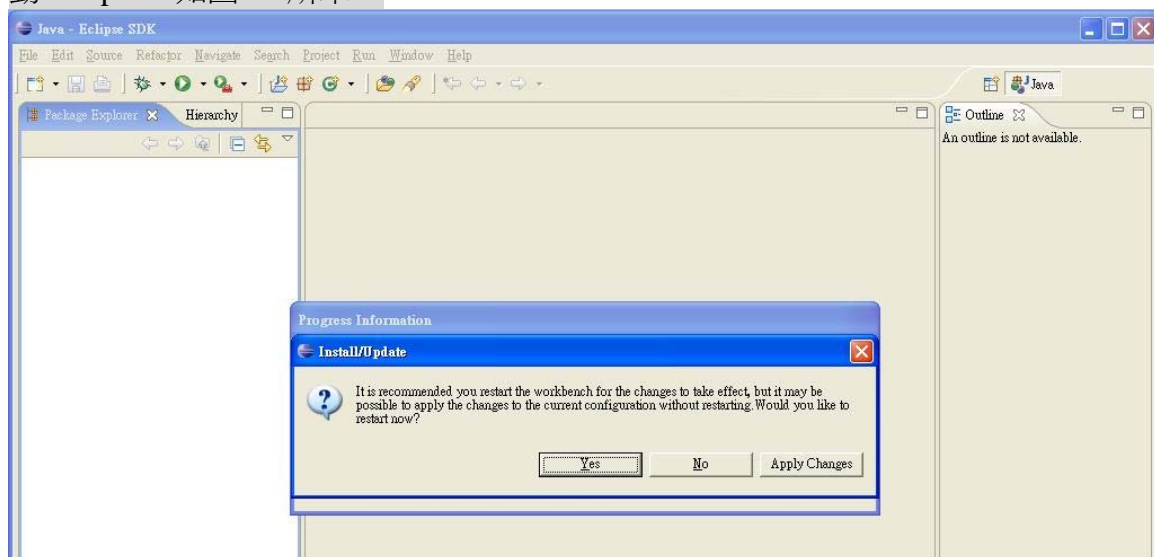 Java - Eclipse SDK
File Edit Source Refactor Navigate Search Project Run Window Help
Java
Package Explorer Hierarchy
Outline
An outline is not available.
Progress Information
Install/Update
It is recommended you restart the workbench for the changes to take effect, but it may be
possible to apply the changes to the current configuration without restarting. Would you like to
restart now?
Yes No Apply Changes